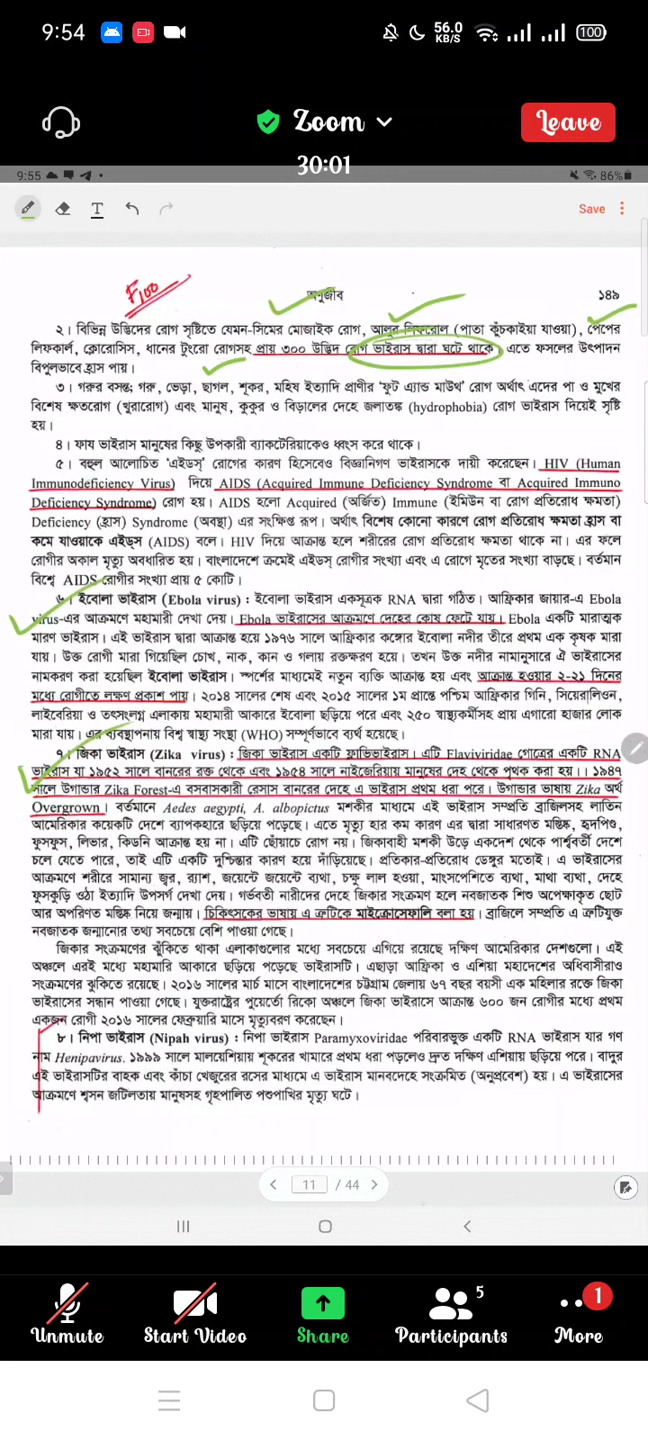 9:54
56.0
KB/S
100
Zoom
Leave
30:01
9:55
86%
T
Save
F100
অণুজীব
১৪৯
২। বিভিন্ন উদ্ভিদের রোগ সৃষ্টিতে যেমন-সিমের মোজাইক রোগ, আলুর লিফরোল (পাতা কুঁচকাইয়া যাওয়া), পেঁপের
লিফকার্ল, ক্লোরোসিস, ধানের টুংরো রোগসহ প্রায় ৩০০ উদ্ভিদ রোগ ভাইরাস দ্বারা ঘটে থাকে, এতে ফসলের উৎপাদন
বিপুলভাবে হ্রাস পায়।
৩। গরুর বসন্ত; গরু, ভেড়া, ছাগল, শূকর, মহিষ ইত্যাদি প্রাণীর 'ফুট এ্যান্ড মাউথ' রোগ অর্থাৎ এদের পা ও মুখের
বিশেষ ক্ষতরোগ (খুরারোগ) এবং মানুষ, কুকুর ও বিড়ালের দেহে জলাতঙ্ক (hydrophobia) রোগ ভাইরাস দিয়েই সৃষ্টি
হয়।
৪। ফায ভাইরাস মানুষের কিছু উপকারী ব্যাকটেরিয়াকেও ধ্বংস করে থাকে।
৫। বহুল আলোচিত 'এইডস্' রোগের কারণ হিসেবেও বিজ্ঞানিগণ ভাইরাসকে দায়ী করেছেন। HIV (Human
Immunodeficiency Virus) দিয়ে AIDS (Acquired Immune Deficiency Syndrome বা Acquired Immuno
Deficiency Syndrome) রোগ হয়। AIDS হলো Acquired (অর্জিত) Immune (ইমিউন বা রোগ প্রতিরোধ ক্ষমতা)
Deficiency (হ্রাস) Syndrome (অবস্থা) এর সংক্ষিপ্ত রূপ। অর্থাৎ বিশেষ কোনো কারণে রোগ প্রতিরোধ ক্ষমতা হ্রাস বা
কমে যাওয়াকে এইড্স (AIDS) বলে। HIV দিয়ে আক্রান্ত হলে শরীরের রোগ প্রতিরোধ ক্ষমতা থাকে না। এর ফলে
রোগীর অকাল মৃত্যু অবধারিত হয়। বাংলাদেশে ক্রমেই এইডস্ রোগীর সংখ্যা এবং এ রোগে মৃতের সংখ্যা বাড়ছে। বর্তমান
বিশ্বে AIDS রোগীর সংখ্যা প্রায় ৫ কোটি।
৬। ইবোলা ভাইরাস (Ebola virus) : ইবোলা ভাইরাস একসূত্রক RNA দ্বারা গঠিত। আফ্রিকার জায়ার-এ Ebola
virus-এর আক্রমণে মহামারী দেখা দেয়। Ebola ভাইরাসের আক্রমণে দেহের কোষ ফেটে যায়। Ebola একটি মারাত্মক
মারণ ভাইরাস। এই ভাইরাস দ্বারা আক্রান্ত হয়ে ১৯৭৬ সালে আফ্রিকার কঙ্গোর ইবোলা নদীর তীরে প্রথম এক কৃষক মারা
যায়। উক্ত রোগী মারা গিয়েছিল চোখ, নাক, কান ও গলায় রক্তক্ষরণ হয়ে। তখন উক্ত নদীর নামানুসারে ঐ ভাইরাসের
নামকরণ করা হয়েছিল ইবোলা ভাইরাস। স্পর্শের মাধ্যমেই নতুন ব্যক্তি আক্রান্ত হয় এবং আক্রান্ত হওয়ার ২-২১ দিনের
মধ্যে রোগীতে লক্ষণ প্রকাশ পায়। ২০১৪ সালের শেষ এবং ২০১৫ সালের ১ম প্রান্তে পশ্চিম আফ্রিকার গিনি, সিয়েরালিওন,
লাইবেরিয়া ও তৎসংলগ্ন এলাকায় মহামারী আকারে ইবোলা ছড়িয়ে পরে এবং ২৫০ স্বাস্থ্যকর্মীসহ প্রায় এগারো হাজার লোক
মারা যায়। এর ব্যবস্থাপনায় বিশ্ব স্বাস্থ্য সংস্থা (WHO) সম্পূর্ণভাবে ব্যর্থ হয়েছে।
৭। জিকা ভাইরাস (Zika virus) : জিকা ভাইরাস একটি ফ্লাভিভাইরাস। এটি Flaviviridae গোত্রের একটি RNA
ভাইরাস যা ১৯৫২ সালে বানরের রক্ত থেকে এবং ১৯৫৪ সালে নাইজেরিয়ায় মানুষের দেহ থেকে পৃথক করা হয়।। ১৯৪৭
সালে উগান্ডার Zika Forest-এ বসবাসকারী রেসাস বানরের দেহে এ ভাইরাস প্রথম ধরা পরে। উগান্ডার ভাষায় Zika অর্থ
Overgrown। বর্তমানে Aedes aegypti, A. albopictus মশকীর মাধ্যমে এই ভাইরাস সম্প্রতি ব্রাজিলসহ লাতিন
আমেরিকার কয়েকটি দেশে ব্যাপকহারে ছড়িয়ে পড়েছে। এতে মৃত্যু হার কম কারণ এর দ্বারা সাধারণত মস্তিষ্ক, হৃদপিণ্ড,
ফুসফুস, লিভার, কিডনি আক্রান্ত হয় না। এটি ছোঁয়াচে রোগ নয়। জিকাবাহী মশকী উড়ে একদেশ থেকে পার্শ্ববর্তী দেশে
চলে যেতে পারে, তাই এটি একটি দুশ্চিন্তার কারণ হয়ে দাঁড়িয়েছে। প্রতিকার-প্রতিরোধ ডেঙ্গুর মতোই। এ ভাইরাসের
আক্রমণে শরীরে সামান্য জ্বর, র‍্যাশ, জয়েন্টে জয়েন্টে ব্যথা, চক্ষু লাল হওয়া, মাংসপেশিতে ব্যথা, মাথা ব্যথা, দেহে
ফুসকুড়ি ওঠা ইত্যাদি উপসর্গ দেখা দেয়। গর্ভবতী নারীদের দেহে জিকার সংক্রমণ হলে নবজাতক শিশু অপেক্ষাকৃত ছোট
আর অপরিণত মস্তিষ্ক নিয়ে জন্মায়। চিকিৎসকের ভাষায় এ ত্রুটিকে মাইক্রোসেফালি বলা হয়। ব্রাজিলে সম্প্রতি এ ত্রুটিযুক্ত
নবজাতক জন্মানোর তথ্য সবচেয়ে বেশি পাওয়া গেছে।
জিকার সংক্রমণের ঝুঁকিতে থাকা এলাকাগুলোর মধ্যে সবচেয়ে এগিয়ে রয়েছে দক্ষিণ আমেরিকার দেশগুলো। এই
অঞ্চলে এরই মধ্যে মহামারি আকারে ছড়িয়ে পড়েছে ভাইরাসটি। এছাড়া আফ্রিকা ও এশিয়া মহাদেশের অধিবাসীরাও
সংক্রমণের ঝুকিতে রয়েছে। ২০১৬ সালের মার্চ মাসে বাংলাদেশের চট্টগ্রাম জেলায় ৬৭ বছর বয়সী এক মহিলার রক্তে জিকা
ভাইরাসের সন্ধান পাওয়া গেছে। যুক্তরাষ্ট্রের পুয়ের্তো রিকো অঞ্চলে জিকা ভাইরাসে আক্রান্ত ৬০০ জন রোগীর মধ্যে প্রথম
একজন রোগী ২০১৬ সালের ফেব্রুয়ারি মাসে মৃত্যুবরণ করেছেন।
৮। নিপা ভাইরাস (Nipah virus) : নিপা ভাইরাস Paramyxoviridae পরিবারভুক্ত একটি RNA ভাইরাস যার গণ
নাম Henipavirus. ১৯৯৯ সালে মালয়েশিয়ায় শূকরের খামারে প্রথম ধরা পড়লেও দ্রুত দক্ষিণ এশিয়ায় ছড়িয়ে পরে। বাদুর
এই ভাইরাসটির বাহক এবং কাঁচা খেজুরের রসের মাধ্যমে এ ভাইরাস মানবদেহে সংক্রমিত (অনুপ্রবেশ) হয়। এ ভাইরাসের
আক্রমণে শ্বসন জটিলতায় মানুষসহ গৃহপালিত পশুপাখির মৃত্যু ঘটে।
11 / 44
5
1
Unmute
Start Video
Share
Participants
More